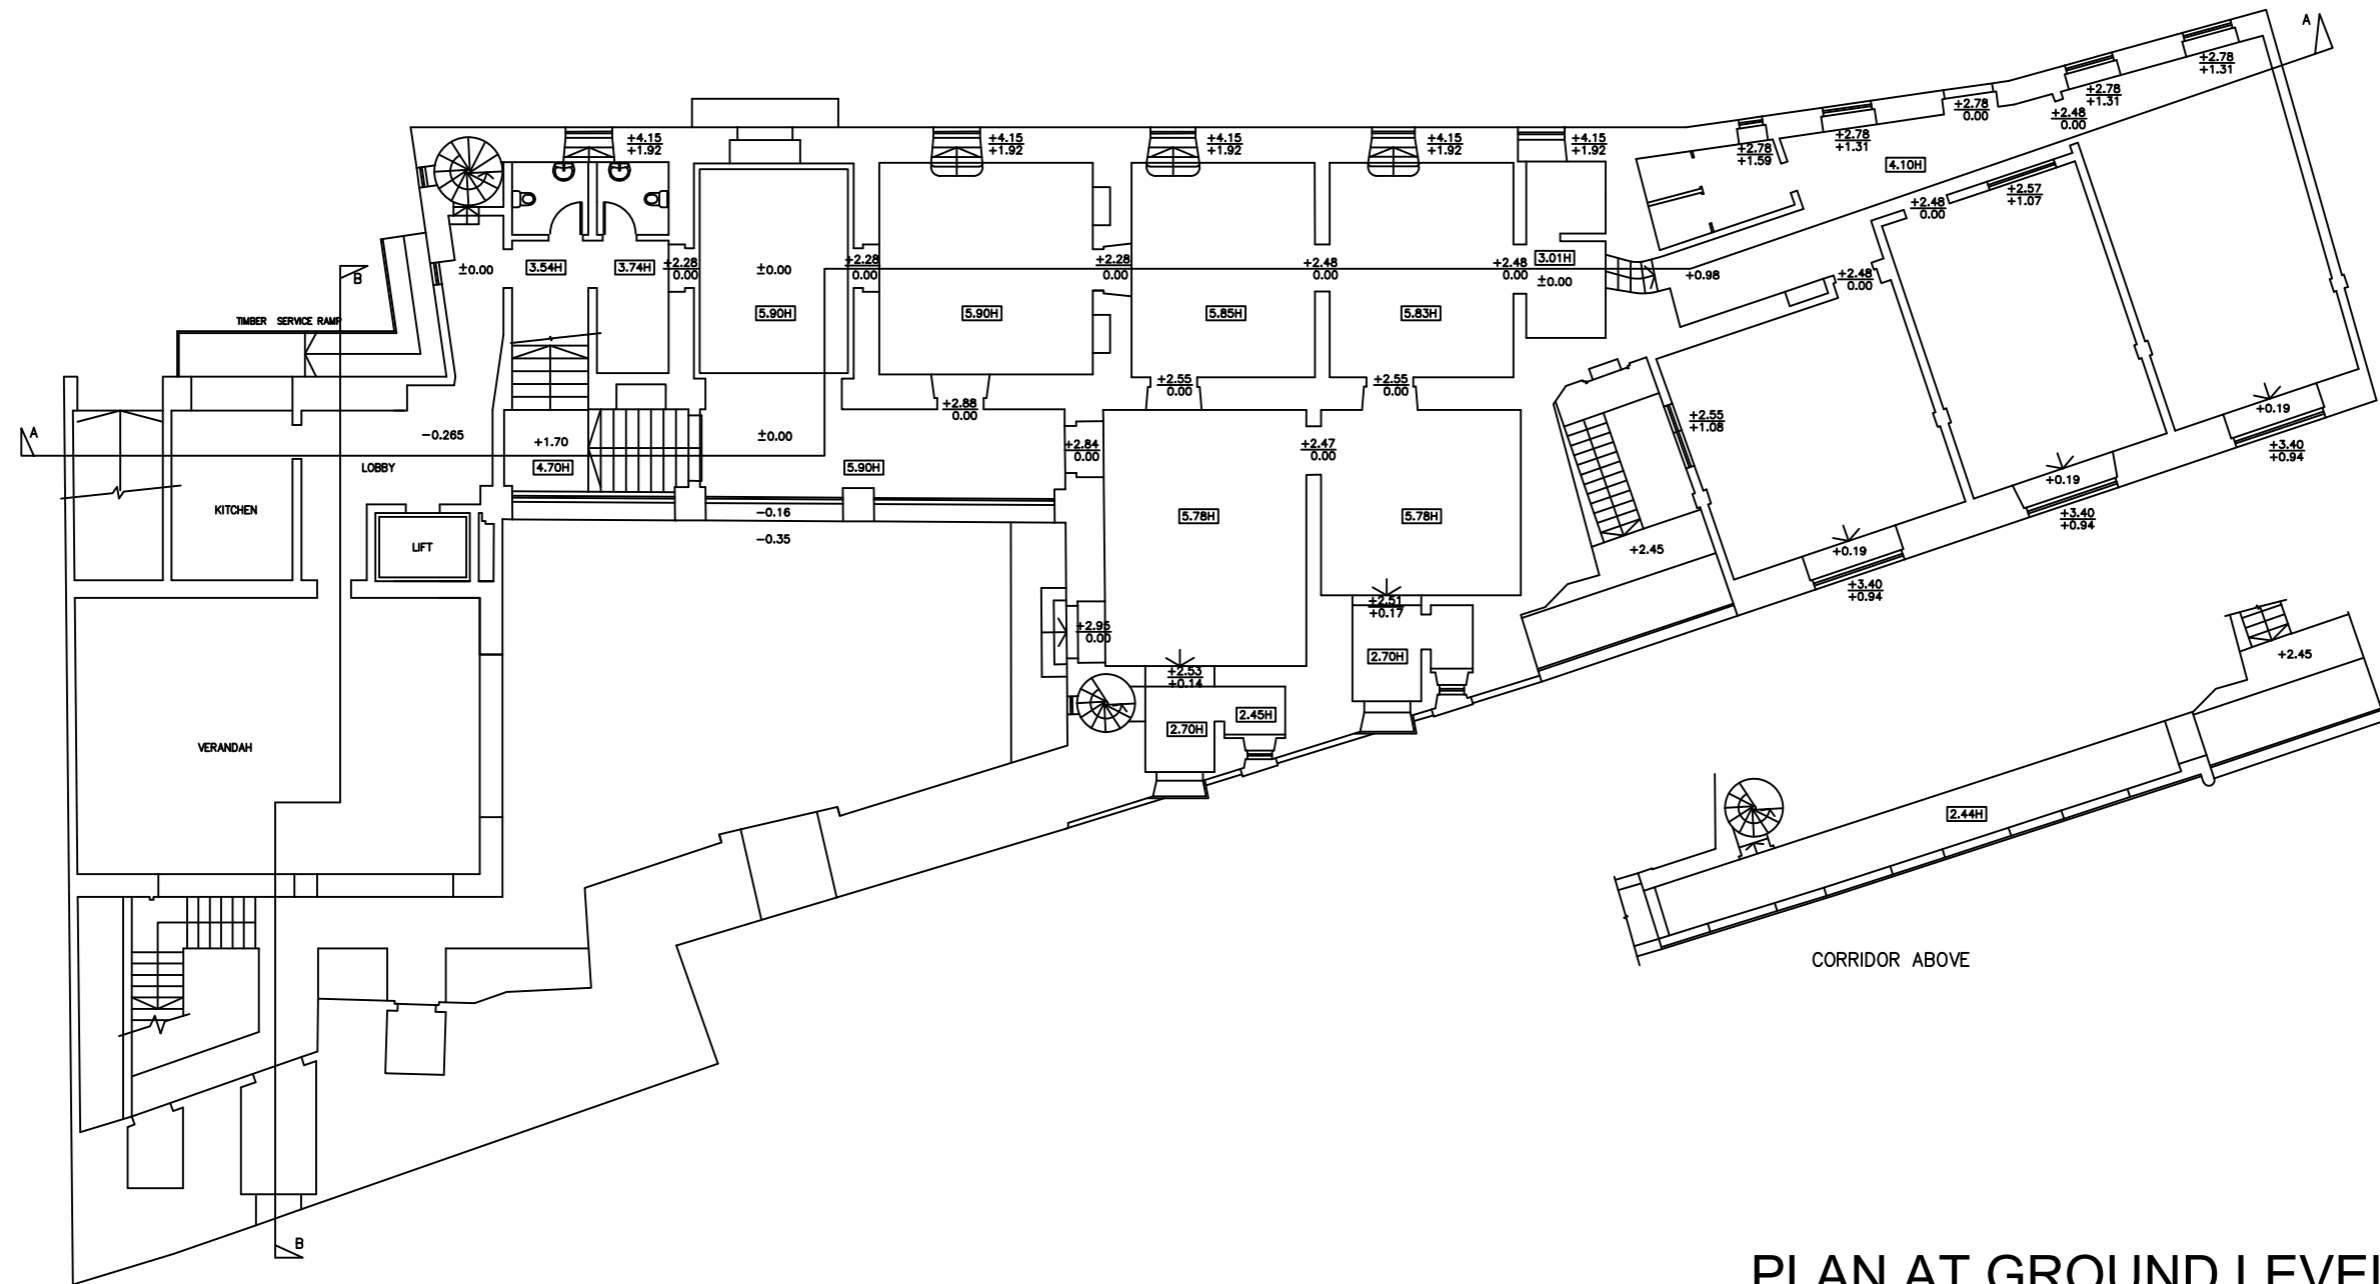 A
+2.78
+1.31
+2.78
+1.31
+2.78
0.00
+2.48
0.00
+2.78
+1.31
+2.78
+1.59
+4.15
+1.92
+4.15
+1.92
+4.15
+1.92
+4.15
+1.92
+4.15
+1.92
4.10H
+2.57
+1.07
+2.48
0.00
B
±0.00
3.54H
3.74H
+2.28
0.00
±0.00
+2.28
0.00
+2.28
0.00
+2.48
0.00
+2.48
0.00
3.01H
±0.00
+0.98
+2.48
0.00
5.90H
5.90H
5.85H
5.83H
TIMBER SERVICE RAMP
+2.55
0.00
+2.55
0.00
+2.88
0.00
+0.19
+2.55
+1.08
A
-0.265
+1.70
±0.00
+2.84
0.00
+2.47
0.00
+3.40
+0.94
LOBBY
4.70H
5.90H
+0.19
KITCHEN
-0.16
5.78H
5.78H
+3.40
+0.94
-0.35
LIFT
+2.45
+0.19
+3.40
+0.94
+2.51
+0.17
+2.95
0.00
2.70H
+2.45
+2.53
+0.14
2.45H
2.70H
VERANDAH
2.44H
CORRIDOR ABOVE
B
PLAN AT GROUND LEVEL